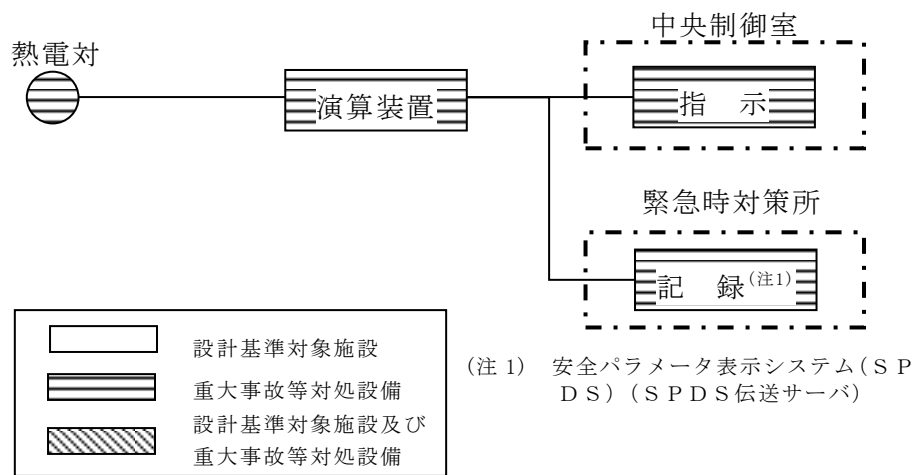 中央制御室
熱電対
演算装置
指 示
緊急時対策所
記 録(注1)
設計基準対象施設
重大事故等対処設備
設計基準対象施設及び
重大事故等対処設備
(注 1) 安全パラメータ表示システム(SP
DS)(SPDS伝送サーバ)